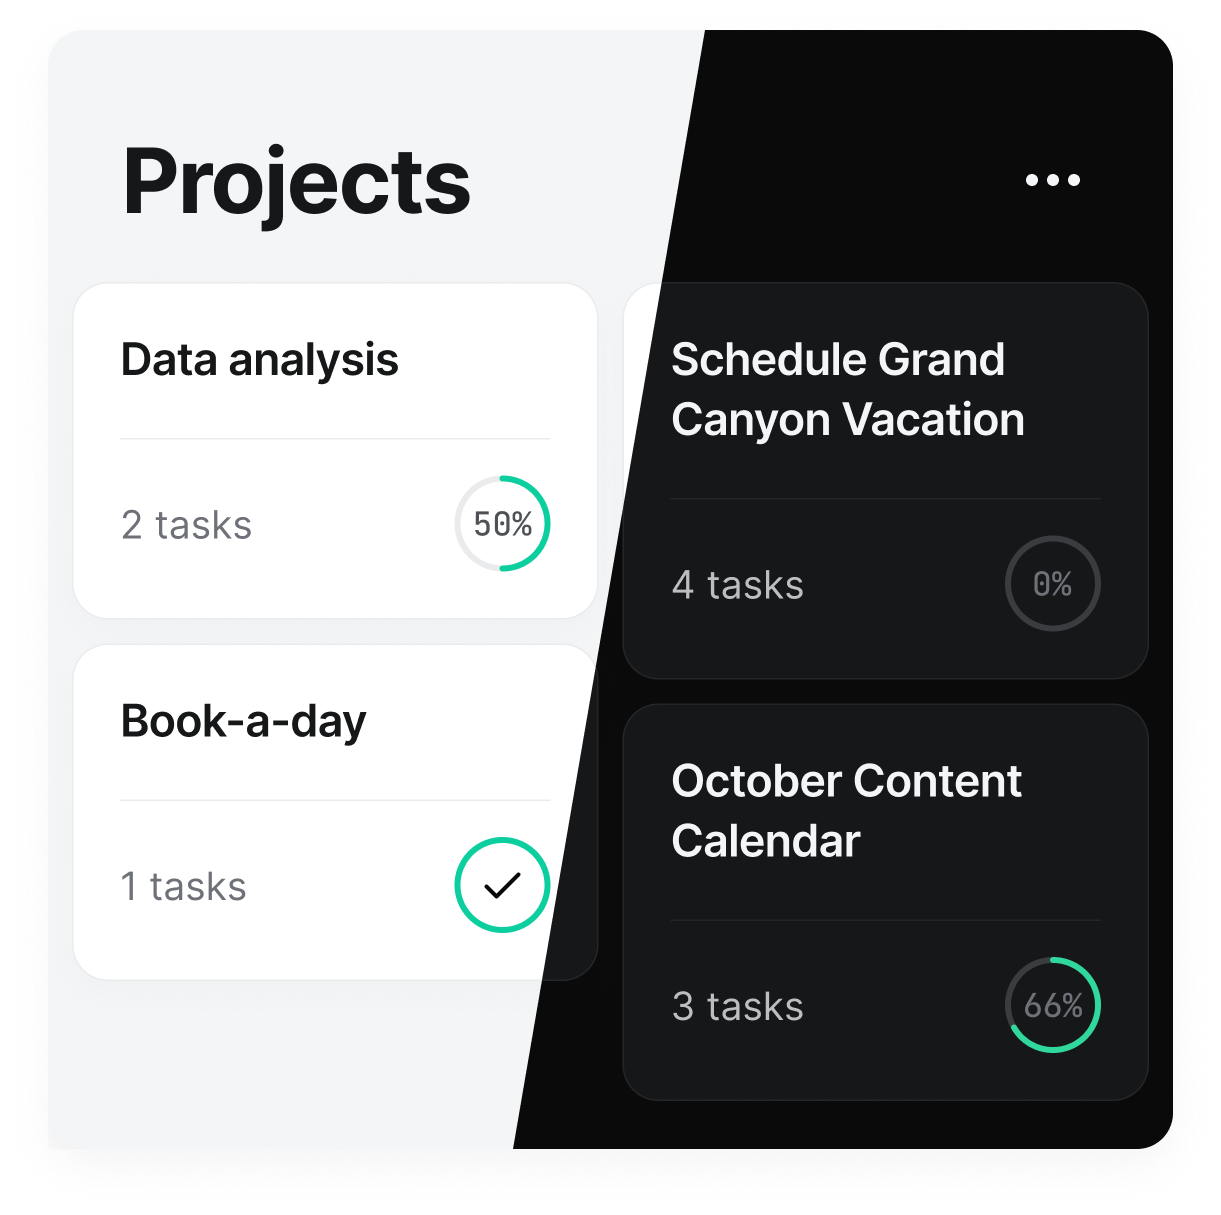 Projects
Data analysis
2 tasks
50%
Schedule Grand
Canyon Vacation
4 tasks
0%
Book-a-day
1 tasks
October Content
Calendar
3 tasks
66%